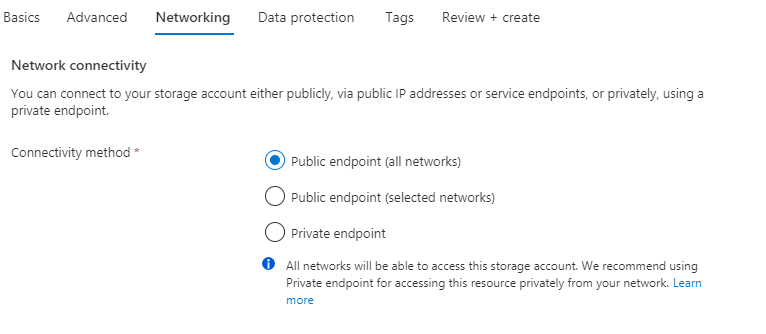 Basics Advanced Networking Data protection Tags Review + create
Network connectivity
You can connect to your storage account either publicly, via public IP addresses or service endpoints, or privately, using a
private endpoint.
Connectivity method *
Public endpoint (all networks)
Public endpoint (selected networks)
Private endpoint
All networks will be able to access this storage account. We recommend using
Private endpoint for accessing this resource privately from your network. Learn
more